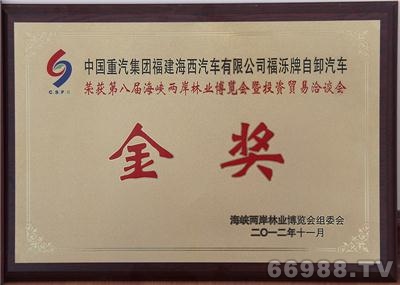 中国重汽集团福建海西汽车有限公司福泺牌自卸汽车
荣获第八届海峡两岸林业博览会暨投资贸易洽谈会
金奖
海峡两岸林业博览会组委会
二〇一二年十一月
66988.TV